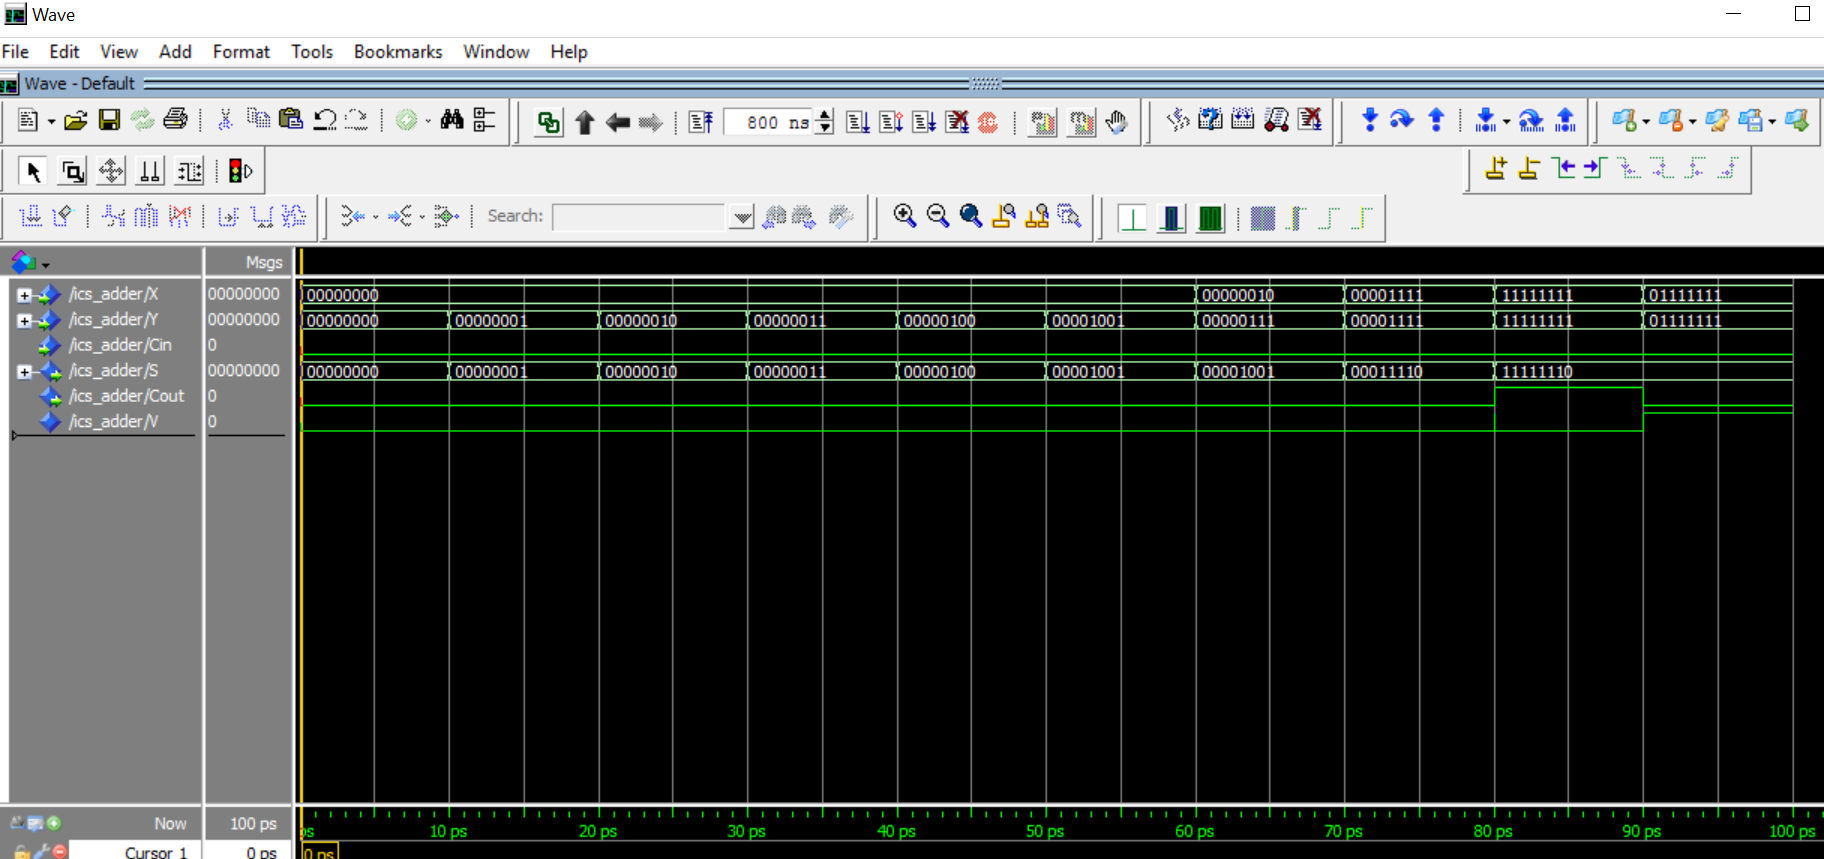 Wave
File Edit View Add Format Tools Bookmarks Window Help
Wave - Default
800 ns
Search:
Msgs
/ics_adder/X 00000000 00000000 00000010 00001111 11111111 01111111
/ics_adder/Y 00000000 00000000 00000001 00000010 00000011 00000100 00001001 00000111 00001111 11111111 01111111
/ics_adder/Cin 0
/ics_adder/S 00000000 00000000 00000001 00000010 00000011 00000100 00001001 00001001 00011110 11111110
/ics_adder/Cout 0
/ics_adder/V 0
Now 100 ps ps 10 ps 20 ps 30 ps 40 ps 50 ps 60 ps 70 ps 80 ps 90 ps 100 ps
Cursor 1 0 ps 0 ps